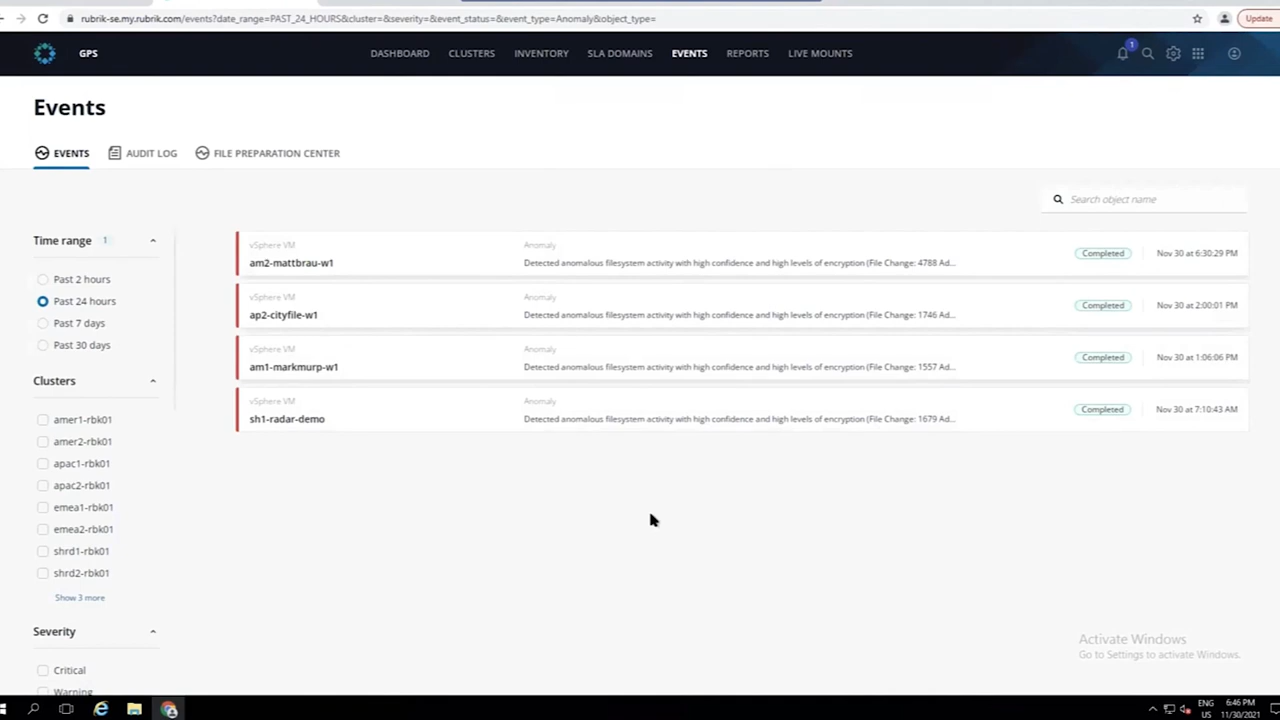 rubrik-se.my.rubrik.com/events?date_range=PAST_24_HOURS&cluster=&severity=&event_status=&event_type=Anomaly&object_type=
Update
GPS
DASHBOARD CLUSTERS INVENTORY SLA DOMAINS EVENTS REPORTS LIVE MOUNTS
1
Events
EVENTS AUDIT LOG FILE PREPARATION CENTER
Search object name
Time range 1
Past 2 hours
Past 24 hours
Past 7 days
Past 30 days
Clusters
amer1-rbk01
amer2-rbk01
apac1-rbk01
apac2-rbk01
emea1-rbk01
emea2-rbk01
shrd1-rbk01
shrd2-rbk01
Show 3 more
Severity
Critical
Warning
vSphere VM Anomaly
am2-mattbrau-w1 Detected anomalous filesystem activity with high confidence and high levels of encryption (File Change: 4788 Ad... Completed Nov 30 at 6:30:29 PM
vSphere VM Anomaly
ap2-cityfile-w1 Detected anomalous filesystem activity with high confidence and high levels of encryption (File Change: 1746 Ad... Completed Nov 30 at 2:00:01 PM
vSphere VM Anomaly
am1-markmurp-w1 Detected anomalous filesystem activity with high confidence and high levels of encryption (File Change: 1557 Ad... Completed Nov 30 at 1:06:06 PM
vSphere VM Anomaly
sh1-radar-demo Detected anomalous filesystem activity with high confidence and high levels of encryption (File Change: 1679 Ad... Completed Nov 30 at 7:10:43 AM
Activate Windows
Go to Settings to activate Windows.
ENG 6:46 PM
US 11/30/2021